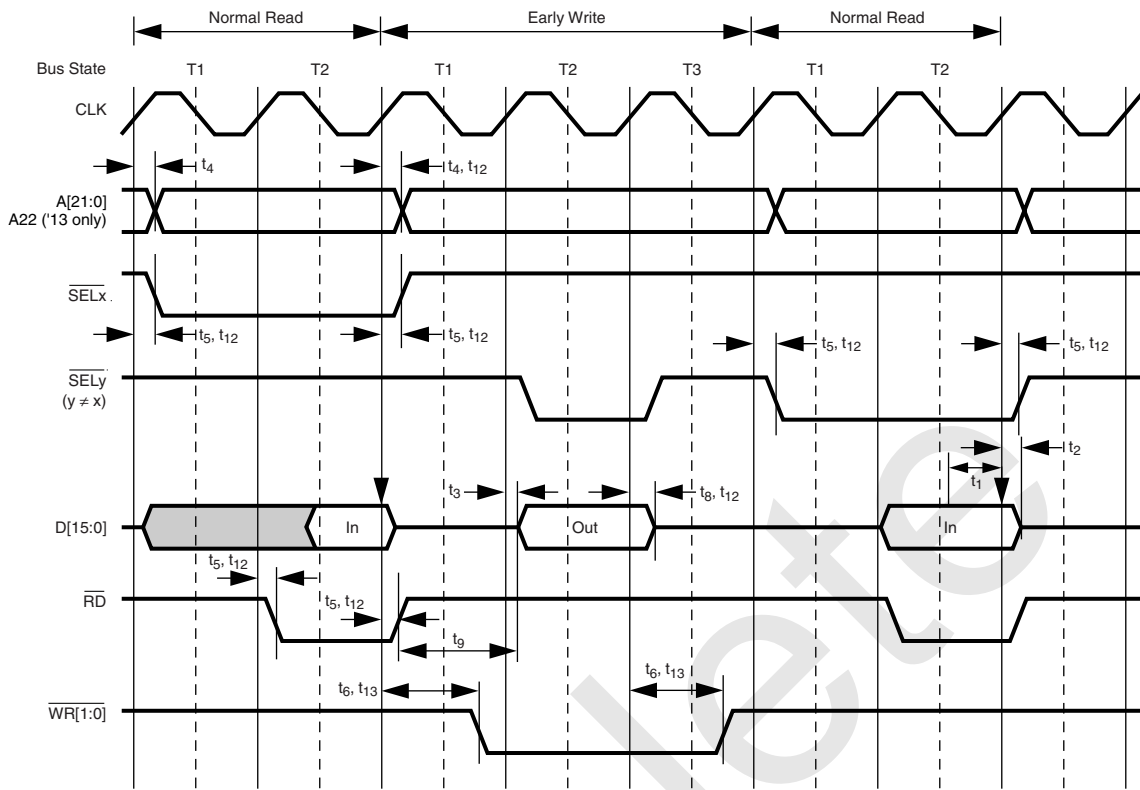 Normal Read Early Write Normal Read
Bus State T1 T2 T1 T2 T3 T1 T2
CLK
t4 t4, t12
A[21:0]
A22 ('13 only)
SELx
t5, t12 t5, t12 t5, t12 t5, t12
SELy
(y ≠ x)
t2
t3 t8, t12 t1
D[15:0] In Out In
t5, t12
RD t5, t12
t9
t6, t13 t6, t13
WR[1:0]
lete